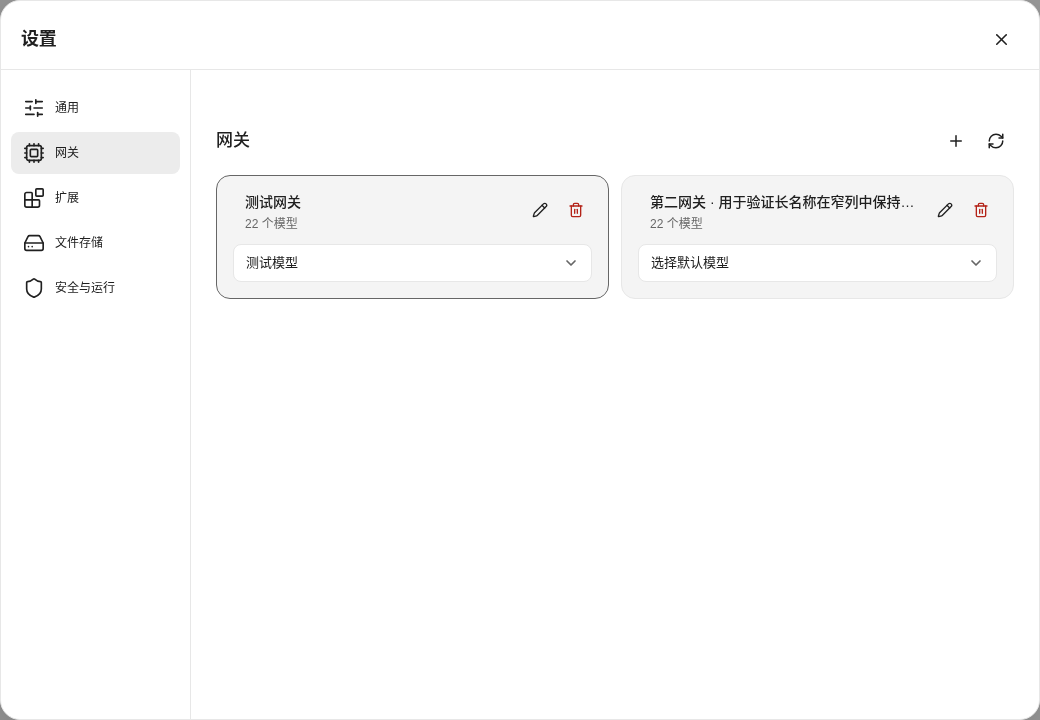 设置
通用
网关
扩展
文件存储
安全与运行
网关
测试网关
22 个模型
测试模型
第二网关 · 用于验证长名称在窄列中保持…
22 个模型
选择默认模型